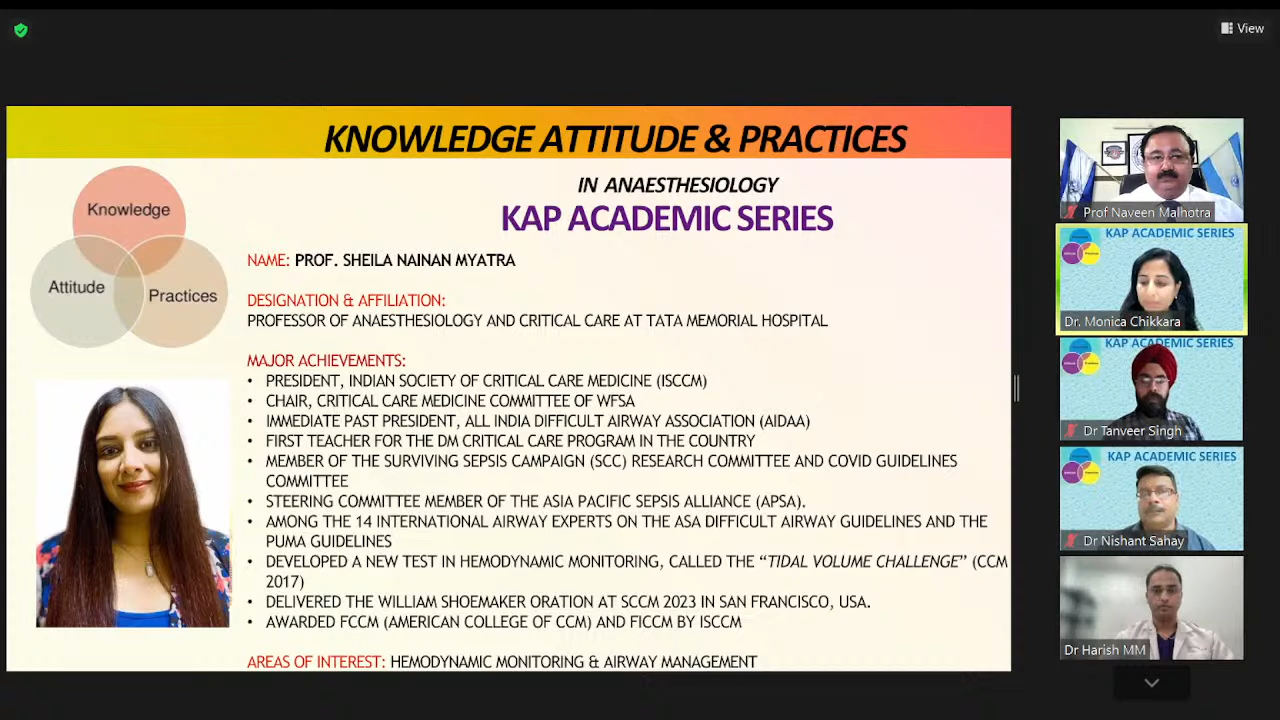 View
KNOWLEDGE ATTITUDE & PRACTICES
IN ANAESTHESIOLOGY
KAP ACADEMIC SERIES
Knowledge
Attitude
Practices
NAME: PROF. SHEILA NAINAN MYATRA
DESIGNATION & AFFILIATION:
PROFESSOR OF ANAESTHESIOLOGY AND CRITICAL CARE AT TATA MEMORIAL HOSPITAL
MAJOR ACHIEVEMENTS:
• PRESIDENT, INDIAN SOCIETY OF CRITICAL CARE MEDICINE (ISCCM)
• CHAIR, CRITICAL CARE MEDICINE COMMITTEE OF WFSA
• IMMEDIATE PAST PRESIDENT, ALL INDIA DIFFICULT AIRWAY ASSOCIATION (AIDAA)
• FIRST TEACHER FOR THE DM CRITICAL CARE PROGRAM IN THE COUNTRY
• MEMBER OF THE SURVIVING SEPSIS CAMPAIGN (SCC) RESEARCH COMMITTEE AND COVID GUIDELINES
COMMITTEE
• STEERING COMMITTEE MEMBER OF THE ASIA PACIFIC SEPSIS ALLIANCE (APSA).
• AMONG THE 14 INTERNATIONAL AIRWAY EXPERTS ON THE ASA DIFFICULT AIRWAY GUIDELINES AND THE
PUMA GUIDELINES
• DEVELOPED A NEW TEST IN HEMODYNAMIC MONITORING, CALLED THE “TIDAL VOLUME CHALLENGE” (CCM
2017)
• DELIVERED THE WILLIAM SHOEMAKER ORATION AT SCCM 2023 IN SAN FRANCISCO, USA.
• AWARDED FCCM (AMERICAN COLLEGE OF CCM) AND FICCM BY ISCCM
AREAS OF INTEREST: HEMODYNAMIC MONITORING & AIRWAY MANAGEMENT
Prof Naveen Malhotra
KAP ACADEMIC SERIES
Dr. Monica Chikkara
KAP ACADEMIC SERIES
Dr Tanveer Singh
KAP ACADEMIC SERIES
Dr Nishant Sahay
Dr Harish MM